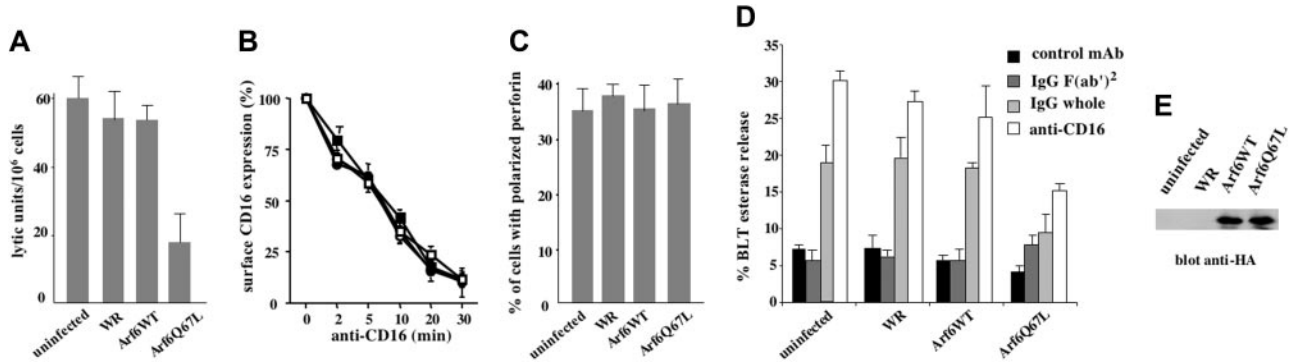 A
lytic units/10⁶ cells
60
40
20
0
uninfected
WR
Arf6WT
Arf6Q67L
B
surface CD16 expression (%)
100
75
50
25
0
0 2 5 10 20 30
anti-CD16 (min)
C
% of cells with polarized perforin
40
30
20
10
0
uninfected
WR
Arf6WT
Arf6Q67L
D
% BLT esterase release
35
30
25
20
15
10
5
0
uninfected
WR
Arf6WT
Arf6Q67L
control mAb
IgG F(ab')²
IgG whole
anti-CD16
E
uninfected
WR
Arf6WT
Arf6Q67L
blot anti-HA